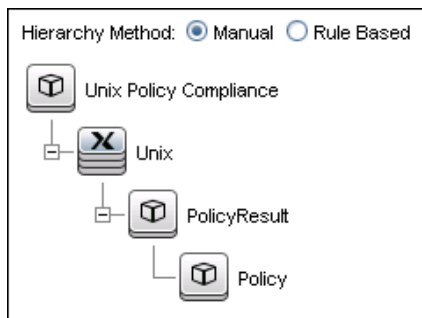 Hierarchy Method: Manual Rule Based
Unix Policy Compliance
Unix
PolicyResult
Policy